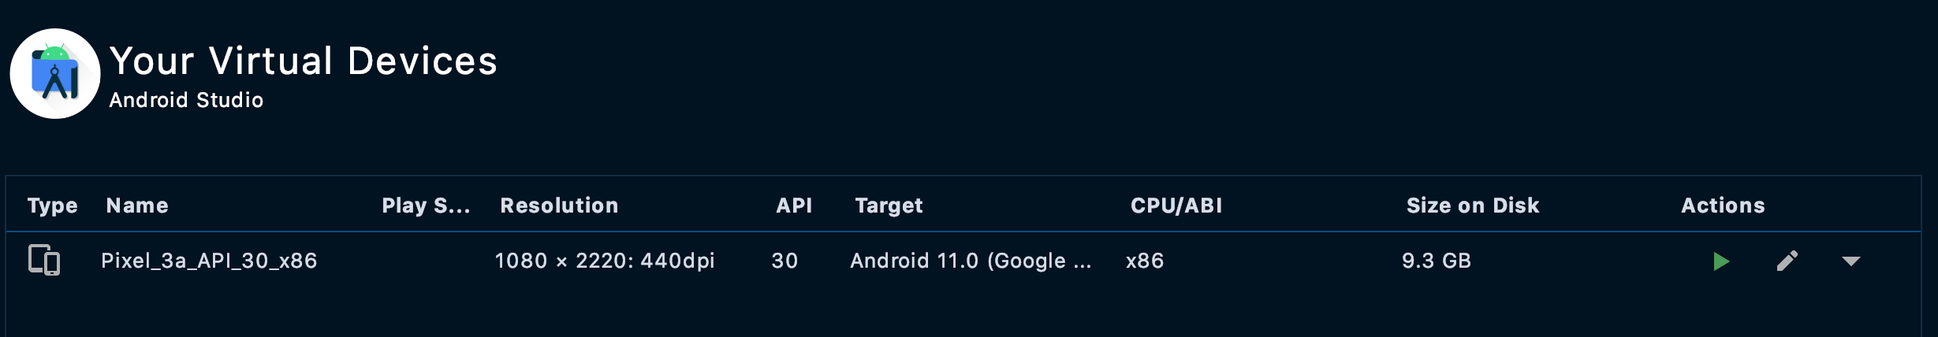 Your Virtual Devices
Android Studio
Type Name Play S... Resolution API Target CPU/ABI Size on Disk Actions
Pixel_3a_API_30_x86 1080 × 2220: 440dpi 30 Android 11.0 (Google ... x86 9.3 GB